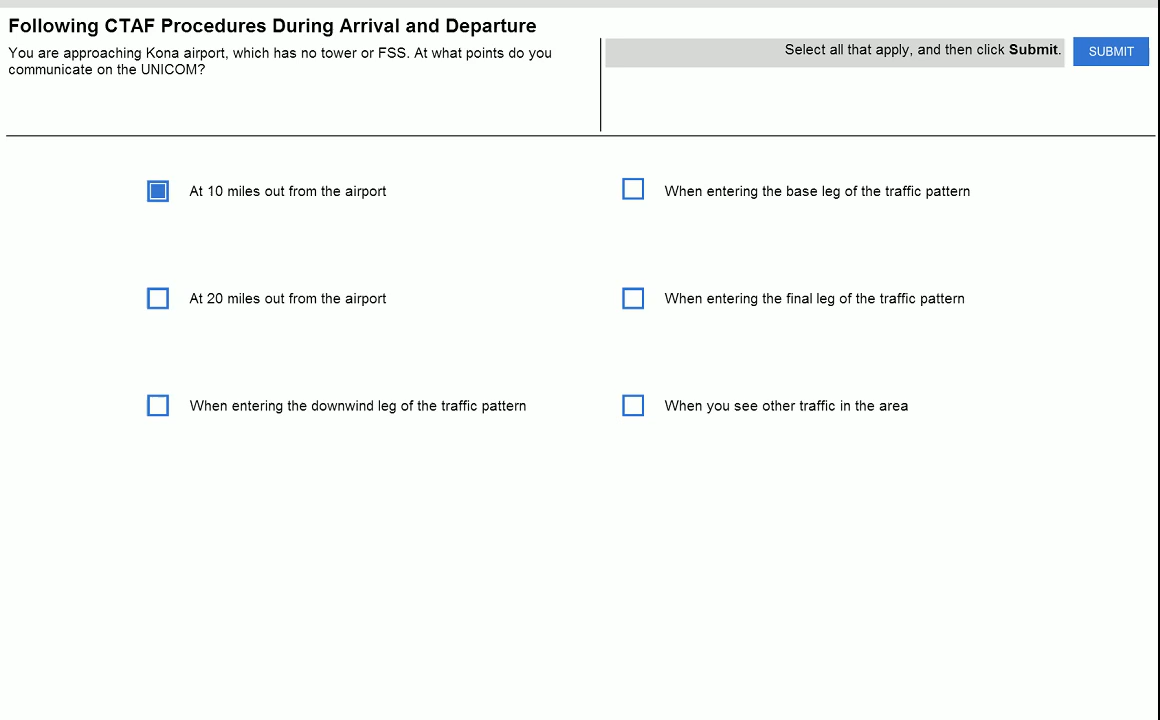 Following CTAF Procedures During Arrival and Departure
You are approaching Kona airport, which has no tower or FSS. At what points do you
communicate on the UNICOM?
Select all that apply, and then click Submit.
SUBMIT
At 10 miles out from the airport
When entering the base leg of the traffic pattern
At 20 miles out from the airport
When entering the final leg of the traffic pattern
When entering the downwind leg of the traffic pattern
When you see other traffic in the area